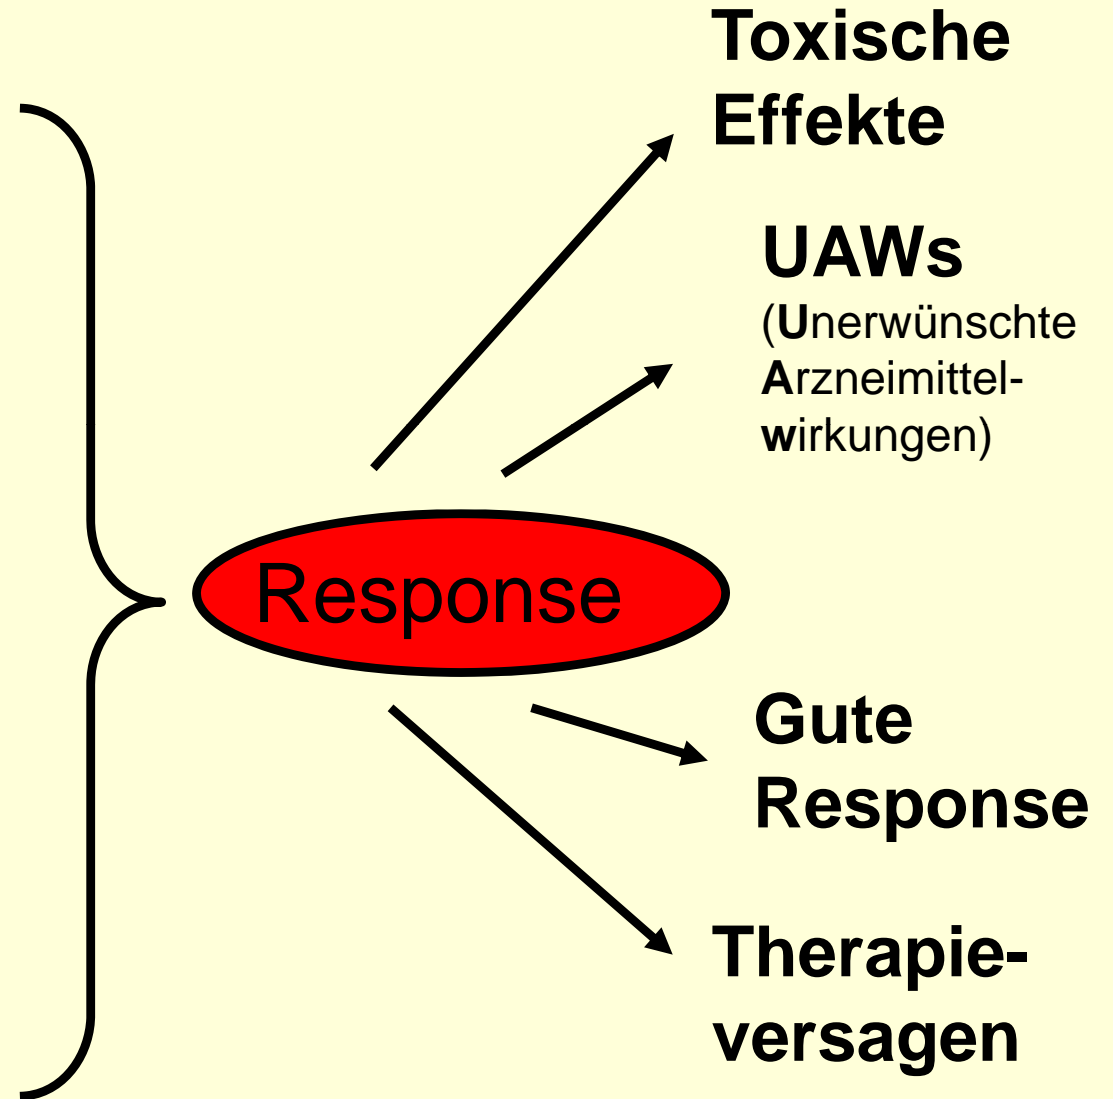 Toxische
Effekte
UAWs
(Unerwünschte
Arzneimittel-
wirkungen)
Response
Gute
Response
Therapie-
versagen